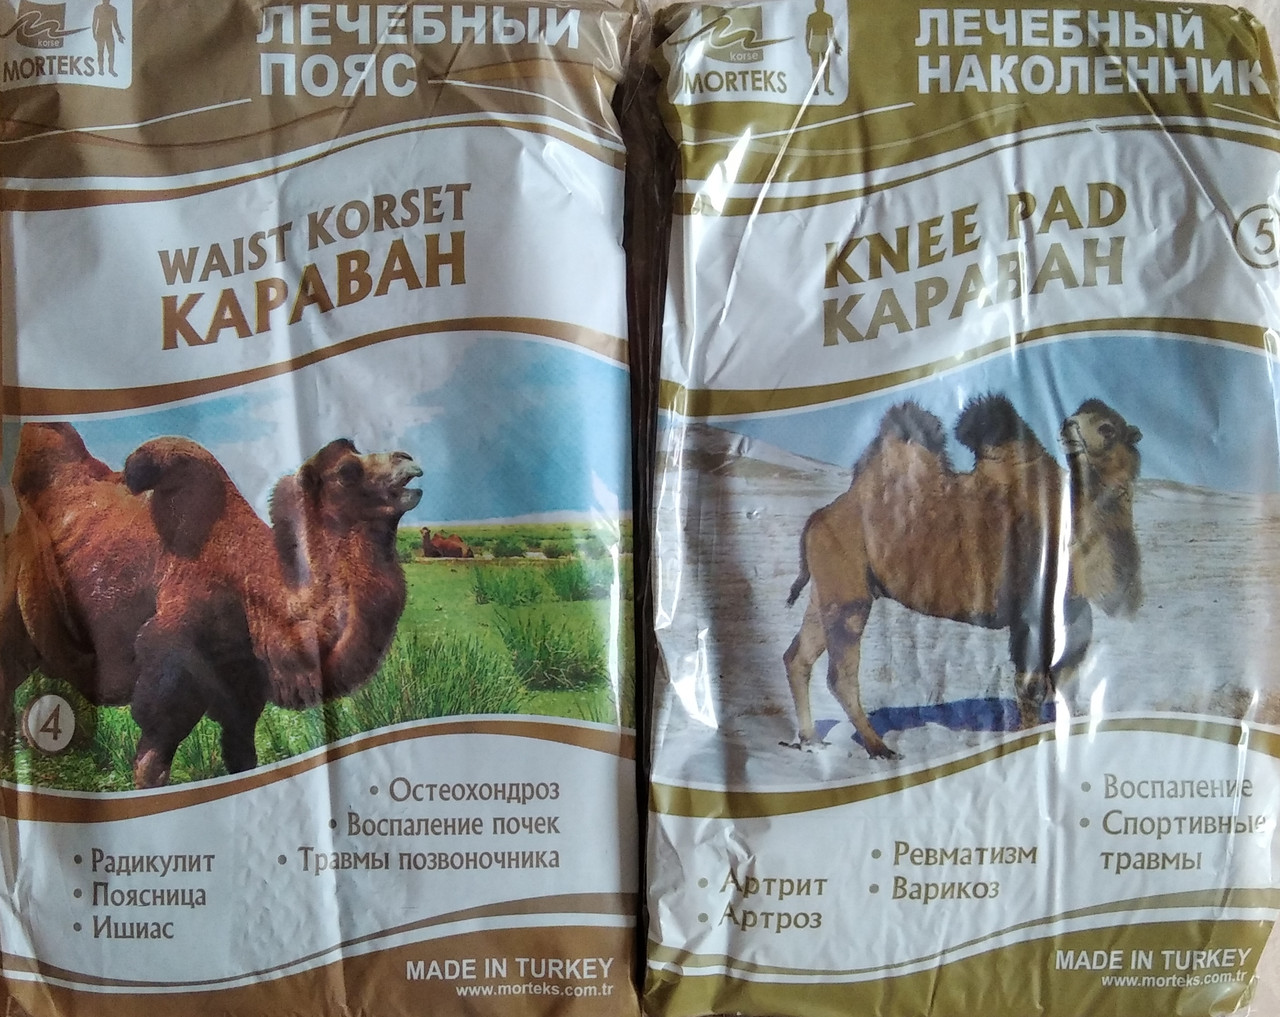 korse
MORTEKS
ЛЕЧЕБНЫЙ
ПОЯС
WAIST KORSET
КАРАВАН
4
• Остеохондроз
• Воспаление почек
• Травмы позвоночника
• Радикулит
• Поясница
• Ишиас
MADE IN TURKEY
www.morteks.com.tr
korse
MORTEKS
ЛЕЧЕБНЫЙ
НАКОЛЕННИК
KNEE PAD
КАРАВАН
5
• Воспаление
• Спортивные
травмы
• Ревматизм
• Варикоз
• Артрит
• Артроз
MADE IN TURKEY
www.morteks.com.tr